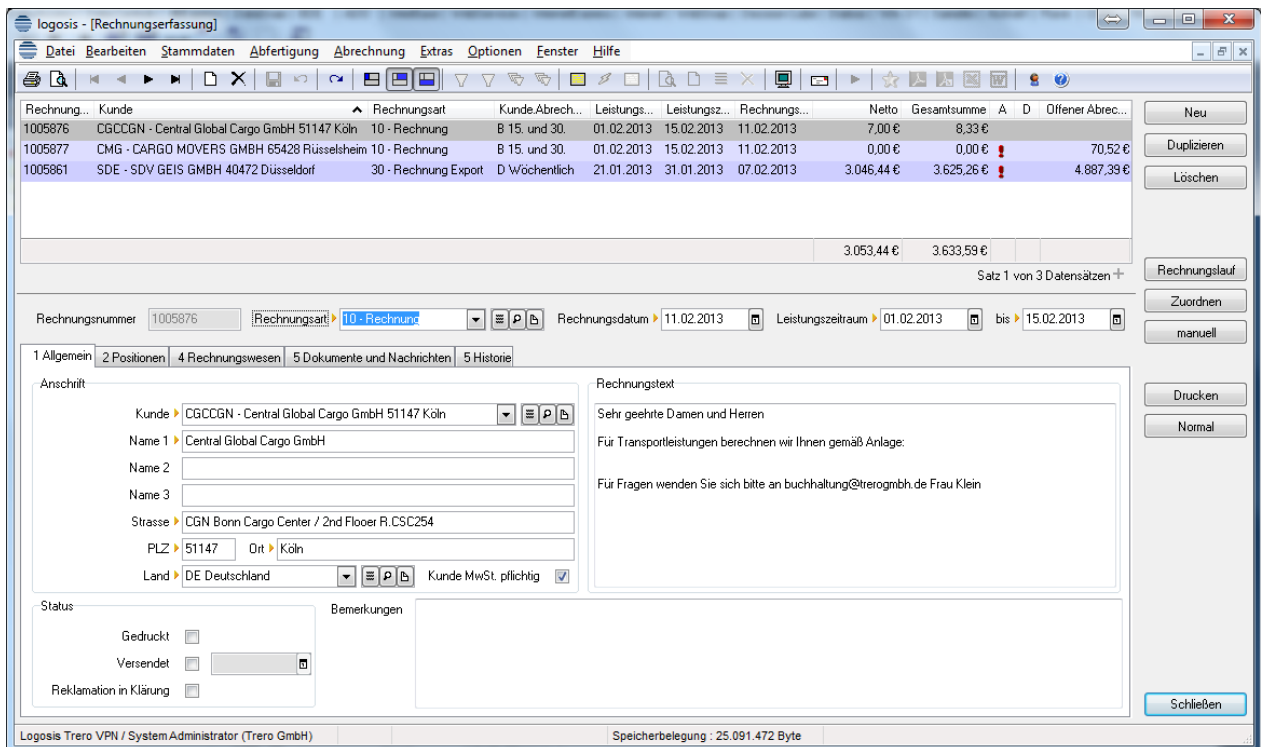 logosis - [Rechnungserfassung]
Datei Bearbeiten Stammdaten Abfertigung Abrechnung Extras Optionen Fenster Hilfe
Rechnung... Kunde Rechnungsart Kunde.Abrech... Leistungs... Leistungsz... Rechnungs... Netto Gesamtsumme A D Offener Abrec...
1005876 CGCCGN - Central Global Cargo GmbH 51147 Köln 10 - Rechnung B 15. und 30. 01.02.2013 15.02.2013 11.02.2013 7,00 € 8,33 €
1005877 CMG - CARGO MOVERS GMBH 65428 Rüsselsheim 10 - Rechnung B 15. und 30. 01.02.2013 15.02.2013 11.02.2013 0,00 € 0,00 € 70,52 €
1005861 SDE - SDV GEIS GMBH 40472 Düsseldorf 30 - Rechnung Export D Wöchentlich 21.01.2013 31.01.2013 07.02.2013 3.046,44 € 3.625,26 € 4.887,39 €
3.053,44 € 3.633,59 €
Satz 1 von 3 Datensätzen
Neu
Duplizieren
Löschen
Rechnungslauf
Zuordnen
manuell
Drucken
Normal
Schließen
Rechnungsnummer 1005876 Rechnungsart 10 - Rechnung Rechnungsdatum 11.02.2013 Leistungszeitraum 01.02.2013 bis 15.02.2013
1 Allgemein 2 Positionen 4 Rechnungswesen 5 Dokumente und Nachrichten 5 Historie
Anschrift
Kunde CGCCGN - Central Global Cargo GmbH 51147 Köln
Name 1 Central Global Cargo GmbH
Name 2
Name 3
Strasse CGN Bonn Cargo Center / 2nd Flooer R.CSC254
PLZ 51147 Ort Köln
Land DE Deutschland Kunde MwSt. pflichtig
Rechnungstext
Sehr geehrte Damen und Herren
Für Transportleistungen berechnen wir Ihnen gemäß Anlage:
Für Fragen wenden Sie sich bitte an buchhaltung@trerogmbh.de Frau Klein
Status
Gedruckt
Versendet
Reklamation in Klärung
Bemerkungen
Logosis Trero VPN / System Administrator (Trero GmbH) Speicherbelegung : 25.091.472 Byte